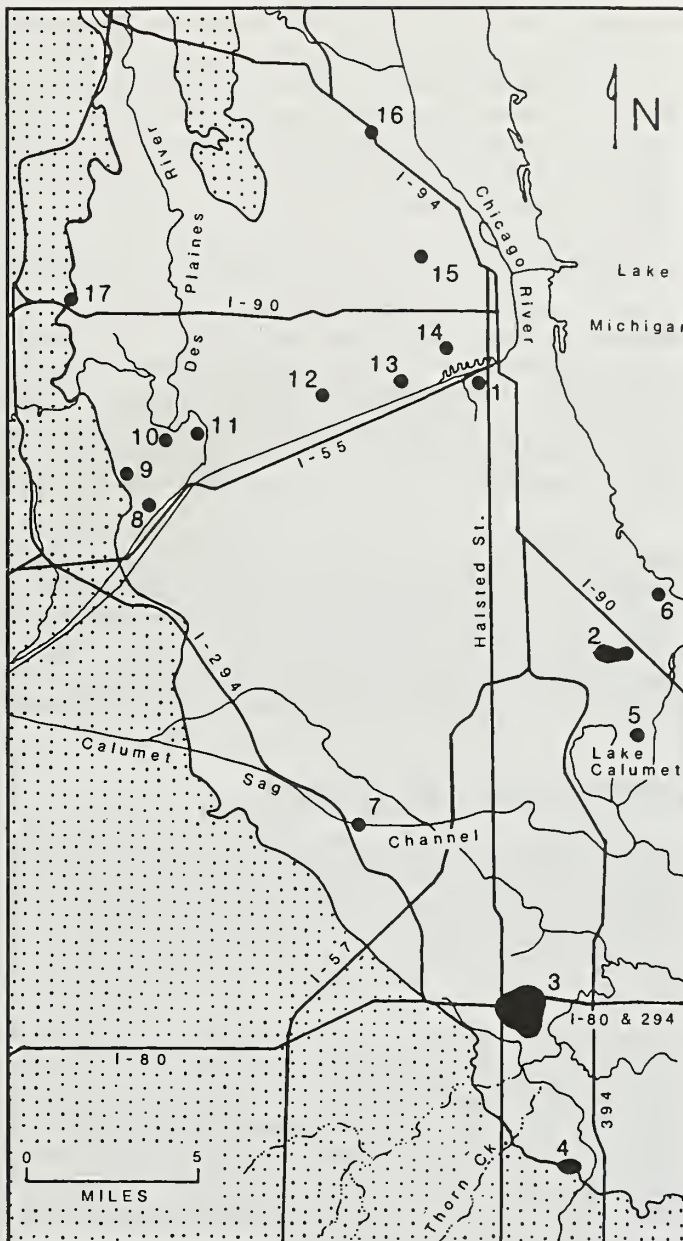 N
16
River
I-94
Chicago
Des Plaines
15
Lake
17
I-90
River
Michigan
14
13
12
1
11
10
I-55
9
8
Halsted St.
I-90
6
2
I-294
5
Calumet
Lake
Calumet
Sag
7
Channel
I-57
3
I-80 & 294
I-80
394
0 5
4
MILES
Thorn Ck